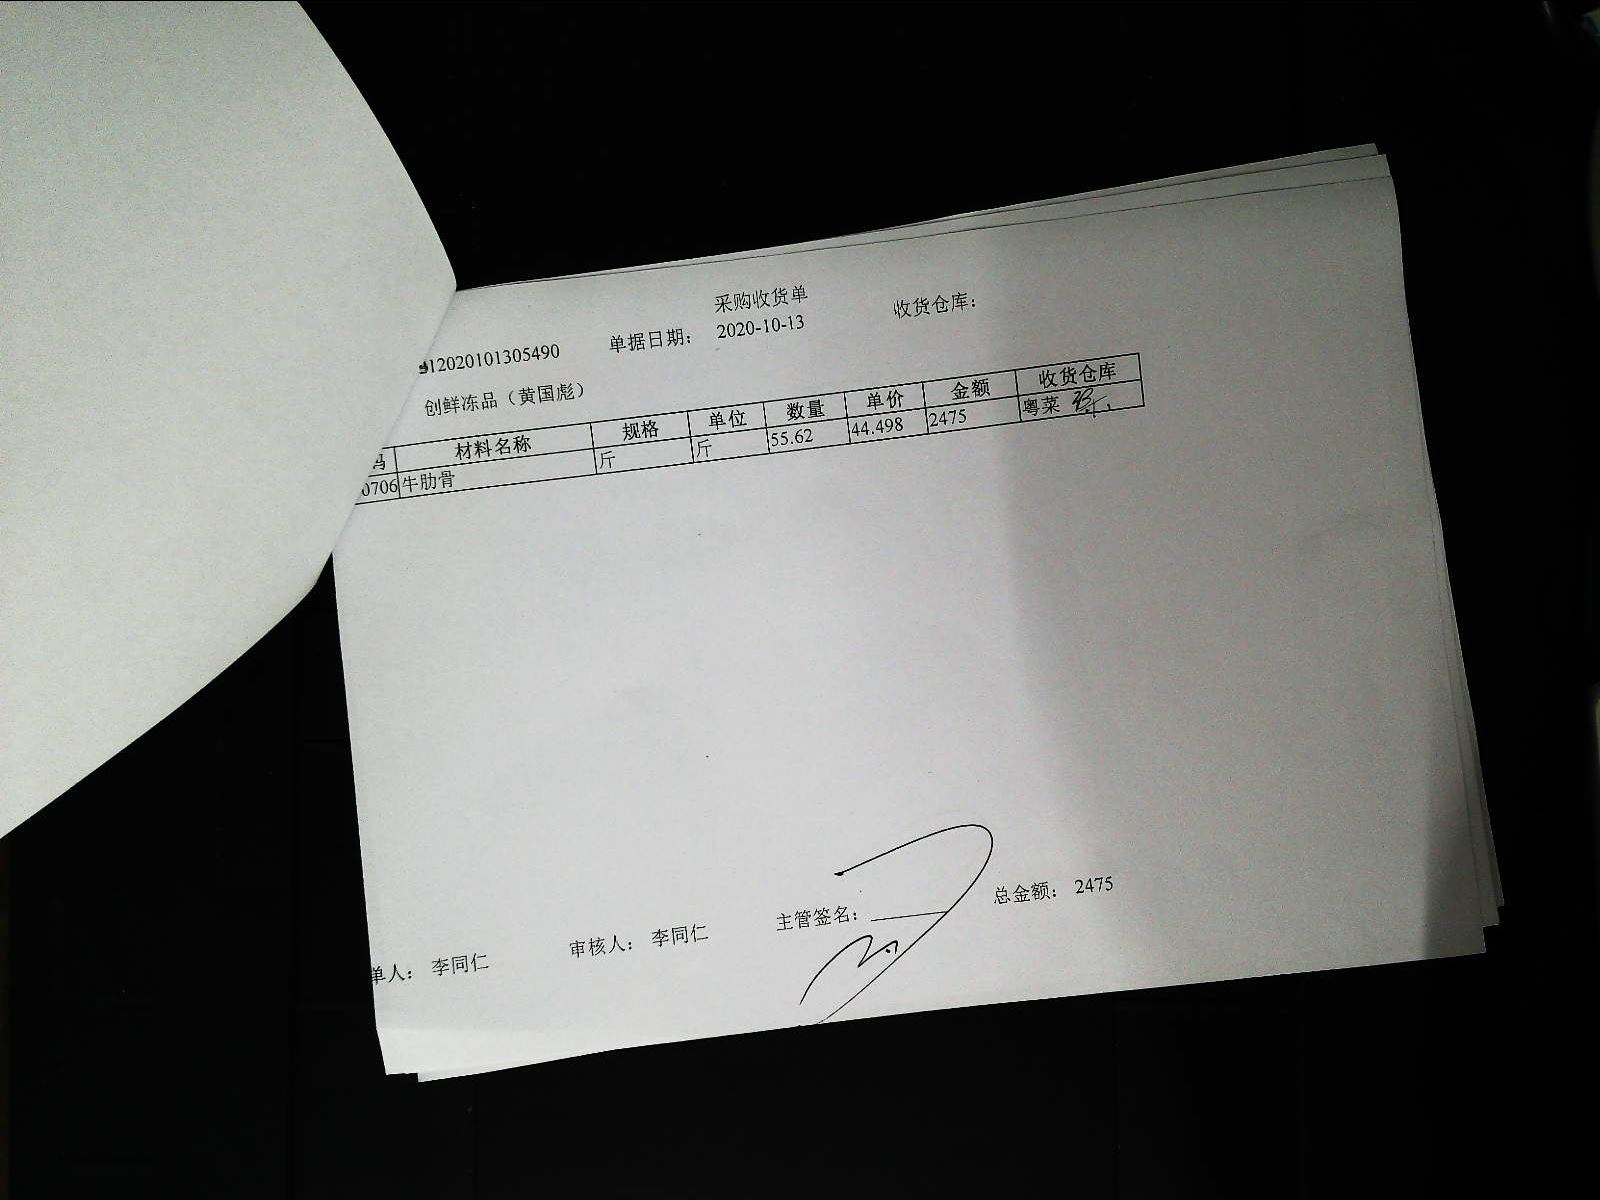 采购收货单
12020101305490 单据日期： 2020-10-13 收货仓库：
创鲜冻品（黄国彪）
码 材料名称 规格 单位 数量 单价 金额 收货仓库
0706 牛肋骨 斤 斤 55.62 44.498 2475 粤菜
单人： 李同仁 审核人： 李同仁 主管签名： 总金额： 2475